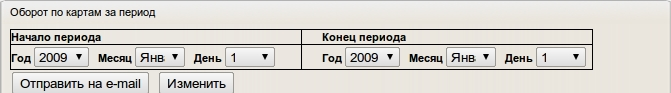 Оборот по картам за период
Начало периода Конец периода
Год 2009 Месяц Янв День 1 Год 2009 Месяц Янв День 1
Отправить на e-mail Изменить